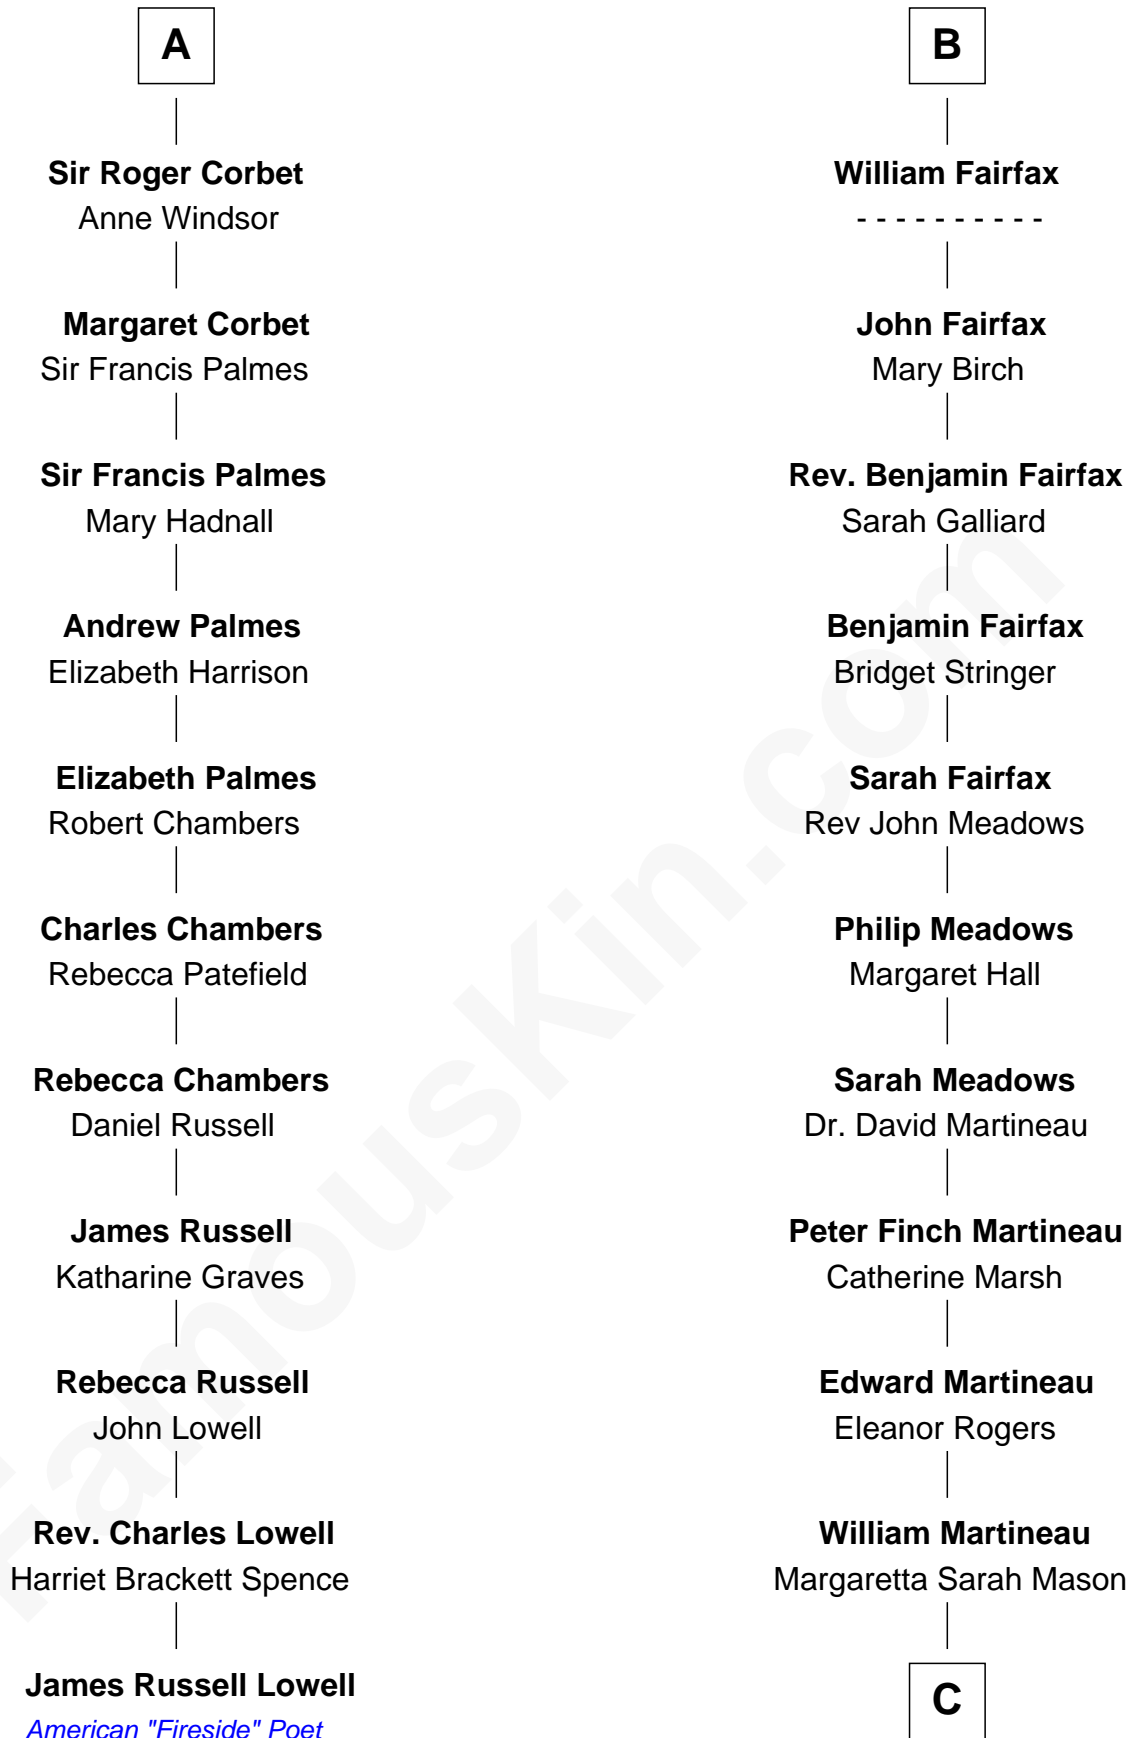 A
Sir Roger Corbet
Anne Windsor
Margaret Corbet
Sir Francis Palmes
Sir Francis Palmes
Mary Hadnall
Andrew Palmes
Elizabeth Harrison
Elizabeth Palmes
Robert Chambers
Charles Chambers
Rebecca Patefield
Rebecca Chambers
Daniel Russell
James Russell
Katharine Graves
Rebecca Russell
John Lowell
Rev. Charles Lowell
Harriet Brackett Spence
James Russell Lowell
American "Fireside" Poet
B
William Fairfax
- - - - - - - - - -
John Fairfax
Mary Birch
Rev. Benjamin Fairfax
Sarah Galliard
Benjamin Fairfax
Bridget Stringer
Sarah Fairfax
Rev John Meadows
Philip Meadows
Margaret Hall
Sarah Meadows
Dr. David Martineau
Peter Finch Martineau
Catherine Marsh
Edward Martineau
Eleanor Rogers
William Martineau
Margaretta Sarah Mason
C
FamousKin.com